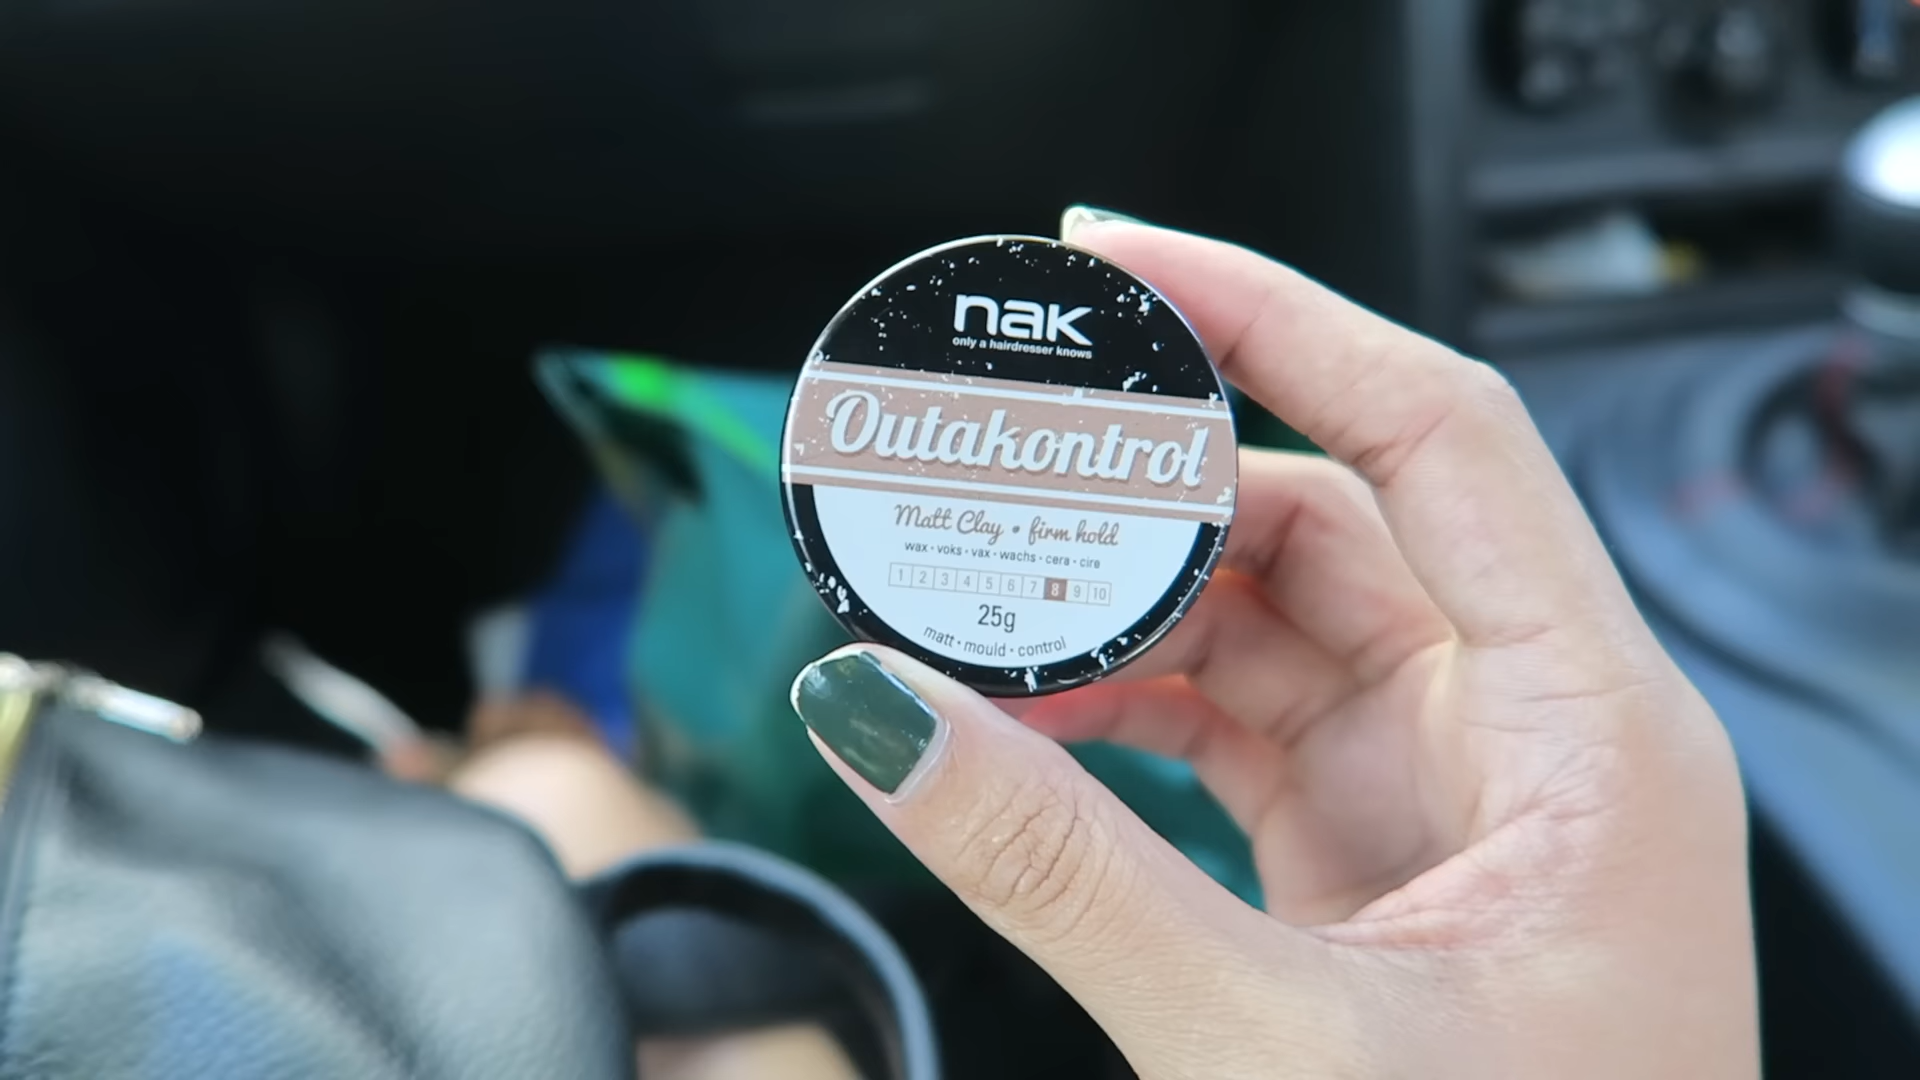 nak
only a hairdresser knows
Outakontrol
Matt Clay • firm hold
wax • voks • vax • wachs • cera • cire
1 2 3 4 5 6 7 8 9 10
25g
matt • mould • control